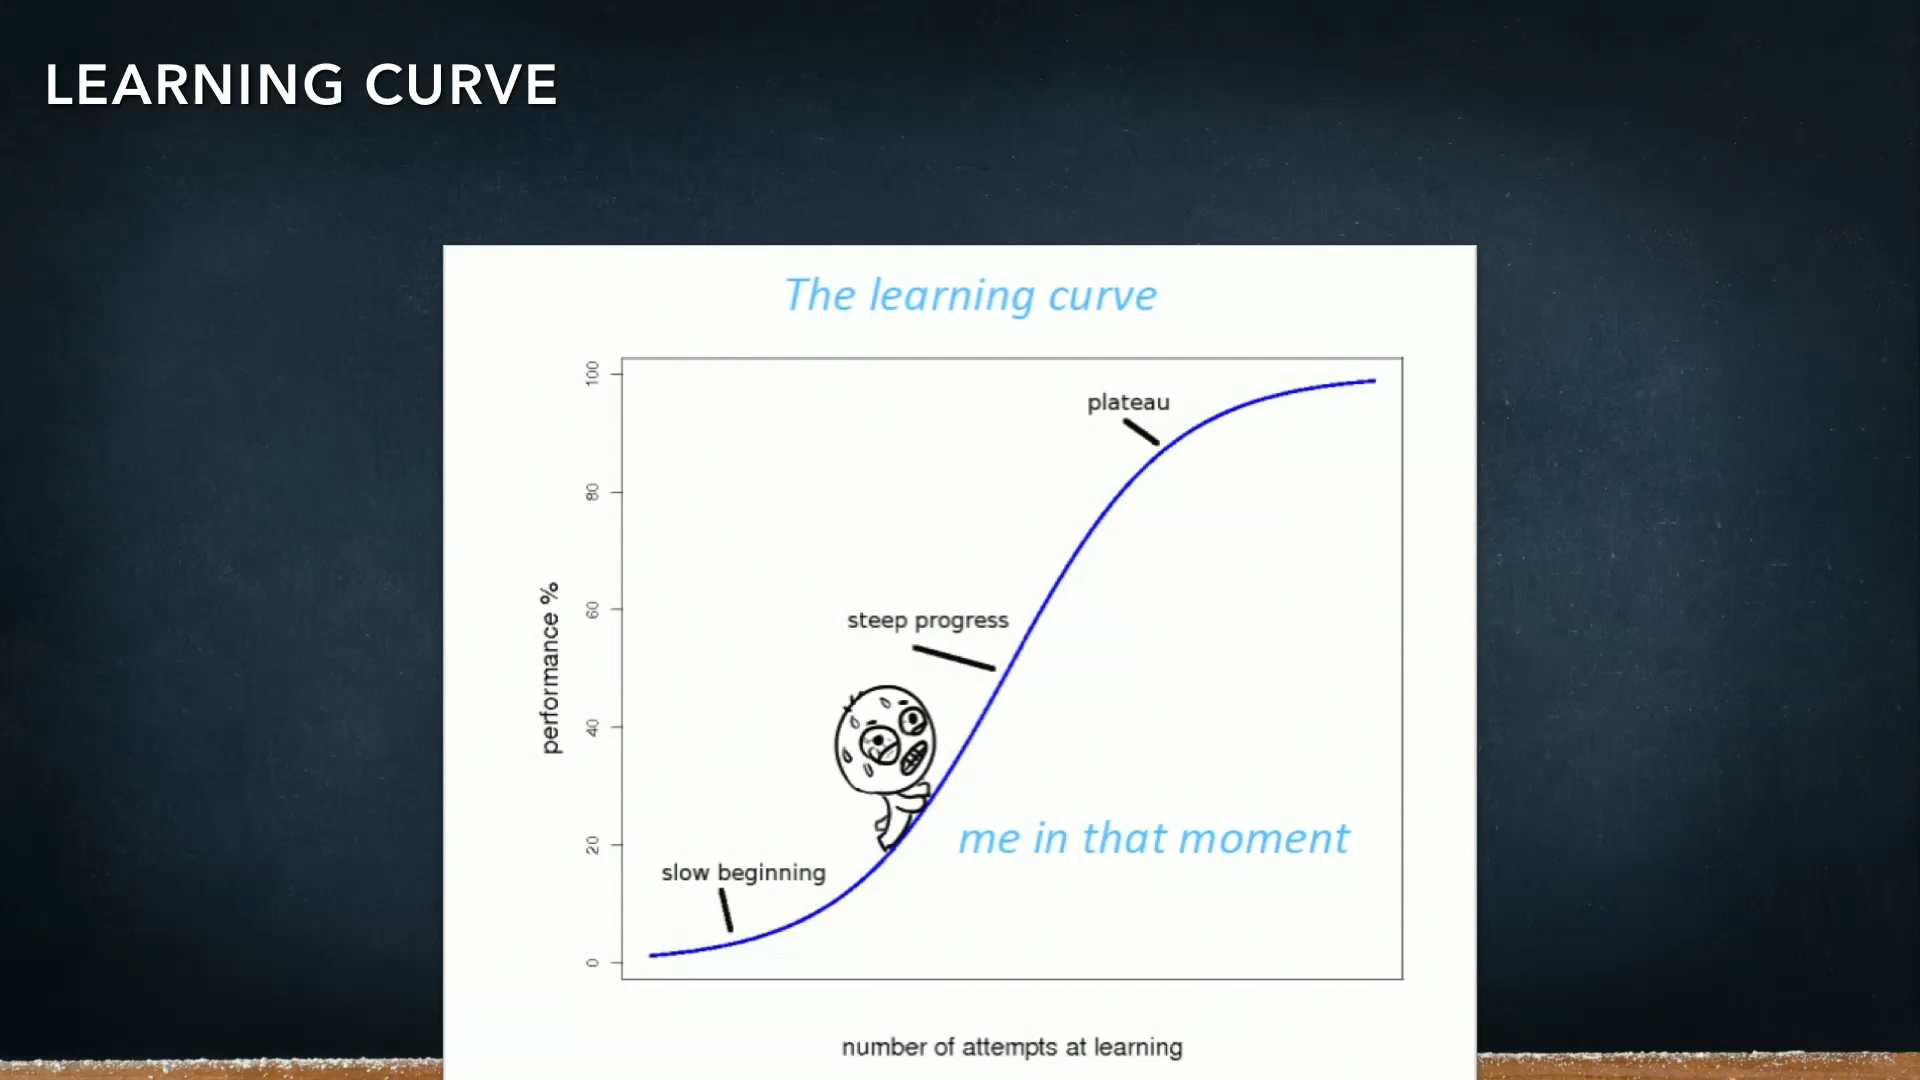 LEARNING CURVE
The learning curve
100
plateau
80
60
steep progress
performance %
40
me in that moment
20
slow beginning
0
number of attempts at learning